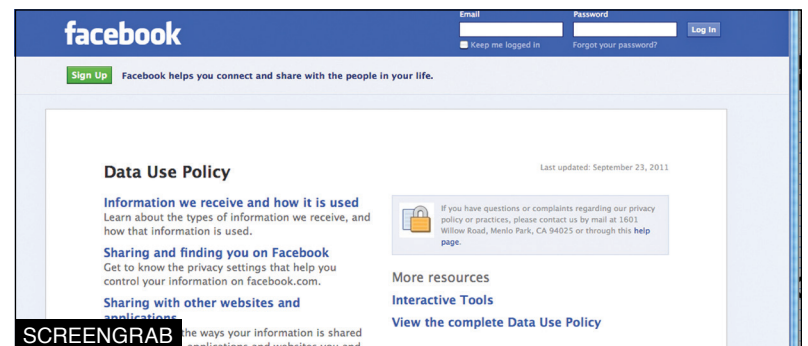 Email Password
facebook
Log In
Keep me logged in Forgot your password?
Sign Up Facebook helps you connect and share with the people in your life.
Data Use Policy
Last updated: September 23, 2011
Information we receive and how it is used
Learn about the types of information we receive, and
how that information is used.
Sharing and finding you on Facebook
Get to know the privacy settings that help you
control your information on facebook.com.
Sharing with other websites and
applications
the ways your information is shared
applications and websites you and
If you have questions or complaints regarding our privacy
policy or practices, please contact us by mail at 1601
Willow Road, Menlo Park, CA 94025 or through this help
page.
More resources
Interactive Tools
View the complete Data Use Policy
SCREENGRAB